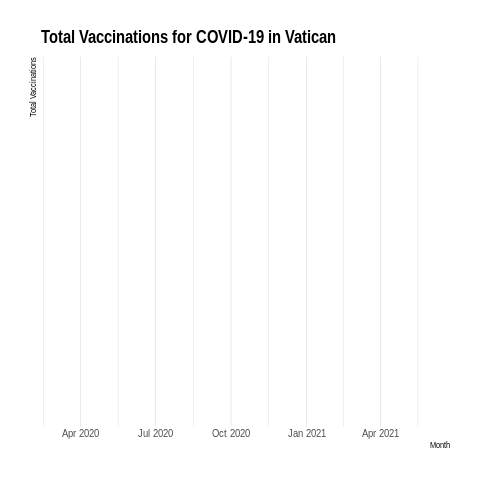 Total Vaccinations for COVID-19 in Vatican
Total Vaccinations
Apr 2020 Jul 2020 Oct 2020 Jan 2021 Apr 2021
Month